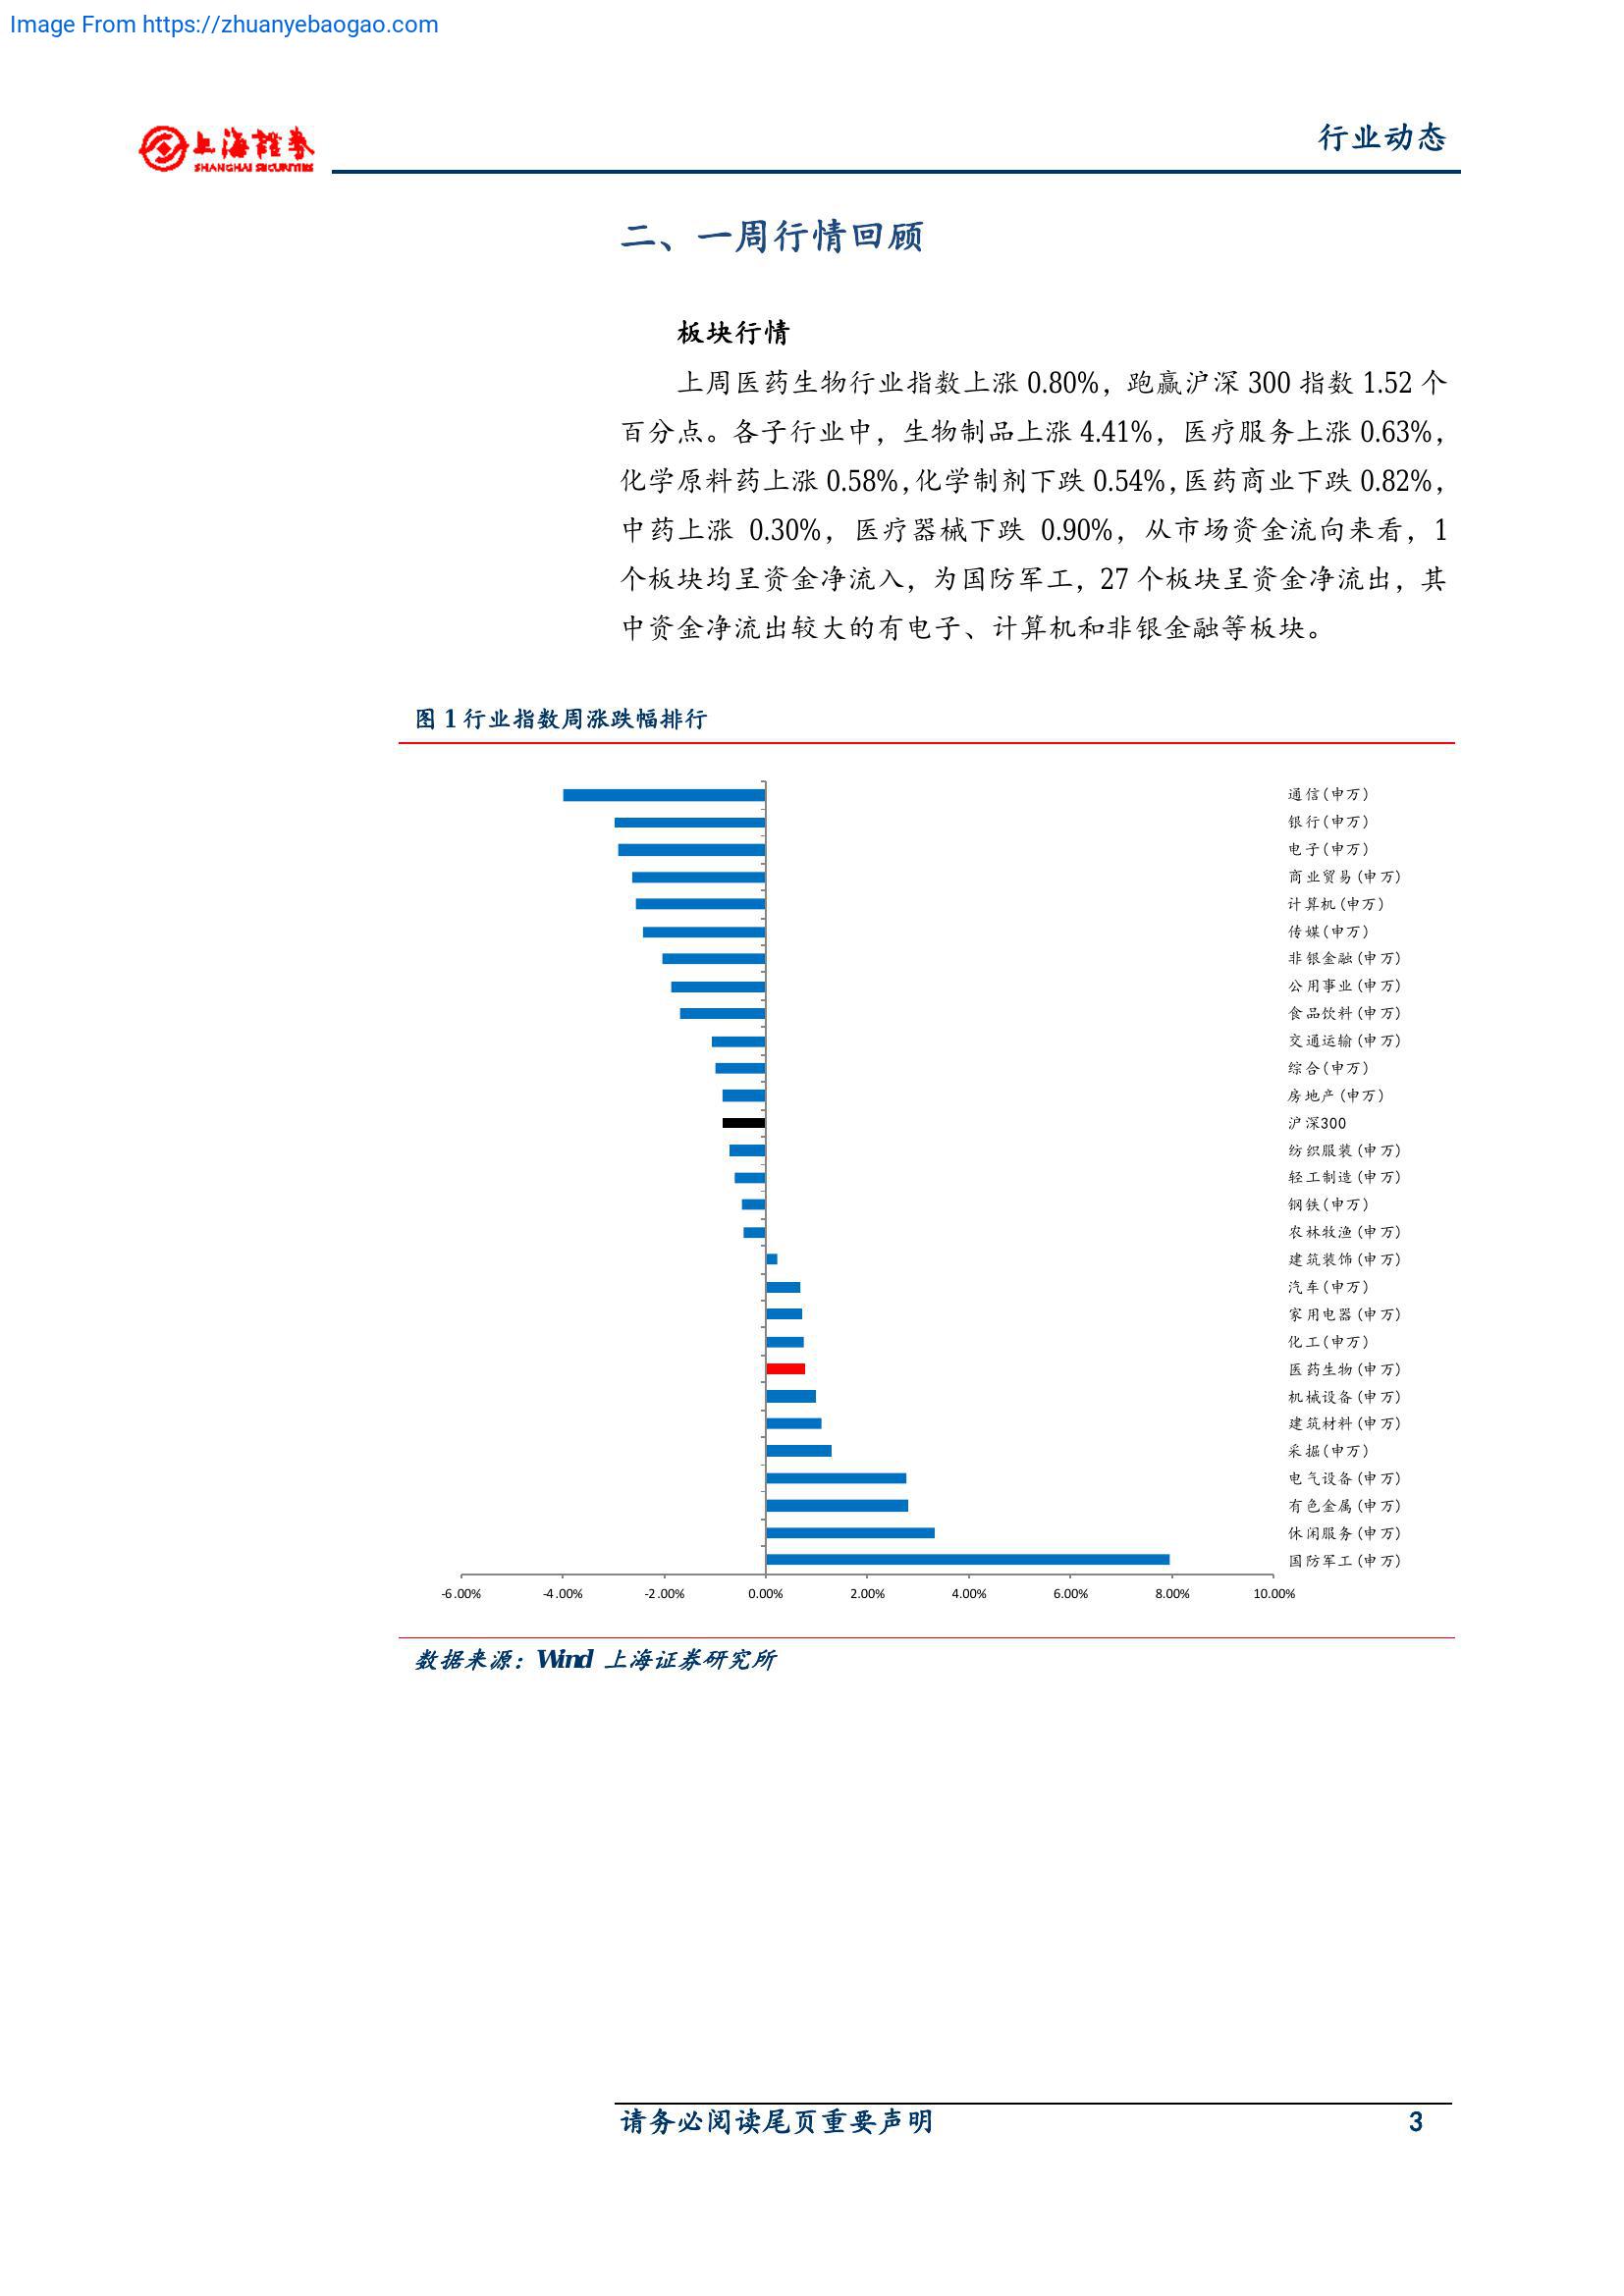 Image From https://zhuanyebaogao.com
上海證券
SHANGHAI SECURITIES
行业动态
二、一周行情回顾
板块行情
上周医药生物行业指数上涨 0.80%，跑赢沪深 300 指数 1.52 个
百分点。各子行业中，生物制品上涨 4.41%，医疗服务上涨 0.63%，
化学原料药上涨 0.58%，化学制剂下跌 0.54%，医药商业下跌 0.82%，
中药上涨 0.30%，医疗器械下跌 0.90%，从市场资金流向来看，1
个板块均呈资金净流入，为国防军工，27 个板块呈资金净流出，其
中资金净流出较大的有电子、计算机和非银金融等板块。
图 1 行业指数周涨跌幅排行
通信(申万)
银行(申万)
电子(申万)
商业贸易(申万)
计算机(申万)
传媒(申万)
非银金融(申万)
公用事业(申万)
食品饮料(申万)
交通运输(申万)
综合(申万)
房地产(申万)
沪深300
纺织服装(申万)
轻工制造(申万)
钢铁(申万)
农林牧渔(申万)
建筑装饰(申万)
汽车(申万)
家用电器(申万)
化工(申万)
医药生物(申万)
机械设备(申万)
建筑材料(申万)
采掘(申万)
电气设备(申万)
有色金属(申万)
休闲服务(申万)
国防军工(申万)
-6.00% -4.00% -2.00% 0.00% 2.00% 4.00% 6.00% 8.00% 10.00%
数据来源：Wind 上海证券研究所
请务必阅读尾页重要声明 3